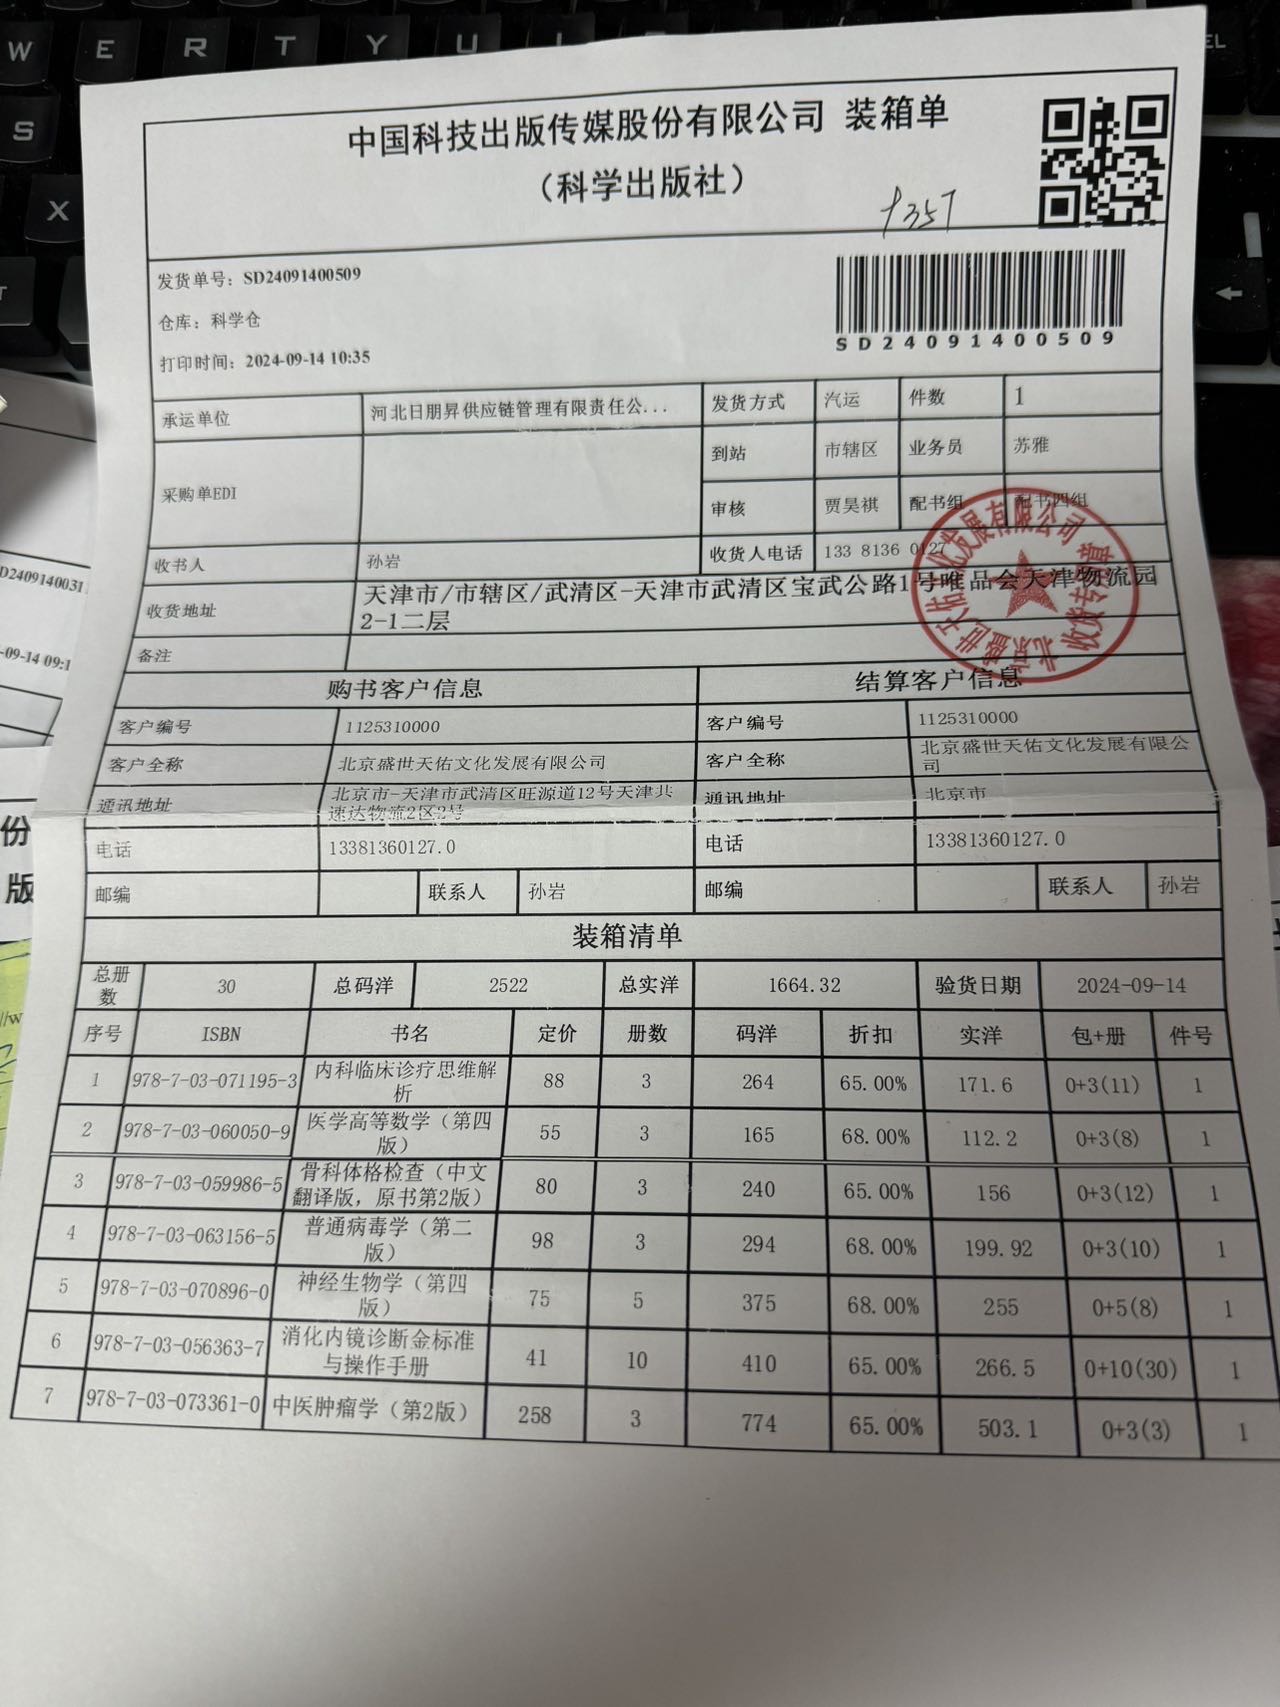 中国科技出版传媒股份有限公司 装箱单
（科学出版社）
发货单号：SD24091400509
仓库：科学仓
打印时间：2024-09-14 10:35
SD24091400509
承运单位 河北日朋昇供应链管理有限责任公... 发货方式 汽运 件数 1
采购单EDI 到站 市辖区 业务员 苏雅
审核 贾昊祺 配书组 配书四组
收书人 孙岩 收货人电话 133 8136 0127
收货地址 天津市/市辖区/武清区-天津市武清区宝武公路1号唯品会天津物流园
2-1二层
备注
北京盛世天佑文化发展有限公司
收货专用章
购书客户信息 结算客户信息
客户编号 1125310000 客户编号 1125310000
客户全称 北京盛世天佑文化发展有限公司 客户全称 北京盛世天佑文化发展有限公
司
通讯地址 北京市-天津市武清区旺源道12号天津共
速达物流2区2号 通讯地址 北京市
电话 13381360127.0 电话 13381360127.0
邮编 联系人 孙岩 邮编 联系人 孙岩
装箱清单
总册
数 30 总码洋 2522 总实洋 1664.32 验货日期 2024-09-14
序号 ISBN 书名 定价 册数 码洋 折扣 实洋 包+册 件号
1 978-7-03-071195-3 内科临床诊疗思维解
析 88 3 264 65.00% 171.6 0+3(11) 1
2 978-7-03-060050-9 医学高等数学（第四
版） 55 3 165 68.00% 112.2 0+3(8) 1
3 978-7-03-059986-5 骨科体格检查（中文
翻译版，原书第2版） 80 3 240 65.00% 156 0+3(12) 1
4 978-7-03-063156-5 普通病毒学（第二
版） 98 3 294 68.00% 199.92 0+3(10) 1
5 978-7-03-070896-0 神经生物学（第四
版） 75 5 375 68.00% 255 0+5(8) 1
6 978-7-03-056363-7 消化内镜诊断金标准
与操作手册 41 10 410 65.00% 266.5 0+10(30) 1
7 978-7-03-073361-0 中医肿瘤学（第2版） 258 3 774 65.00% 503.1 0+3(3) 1